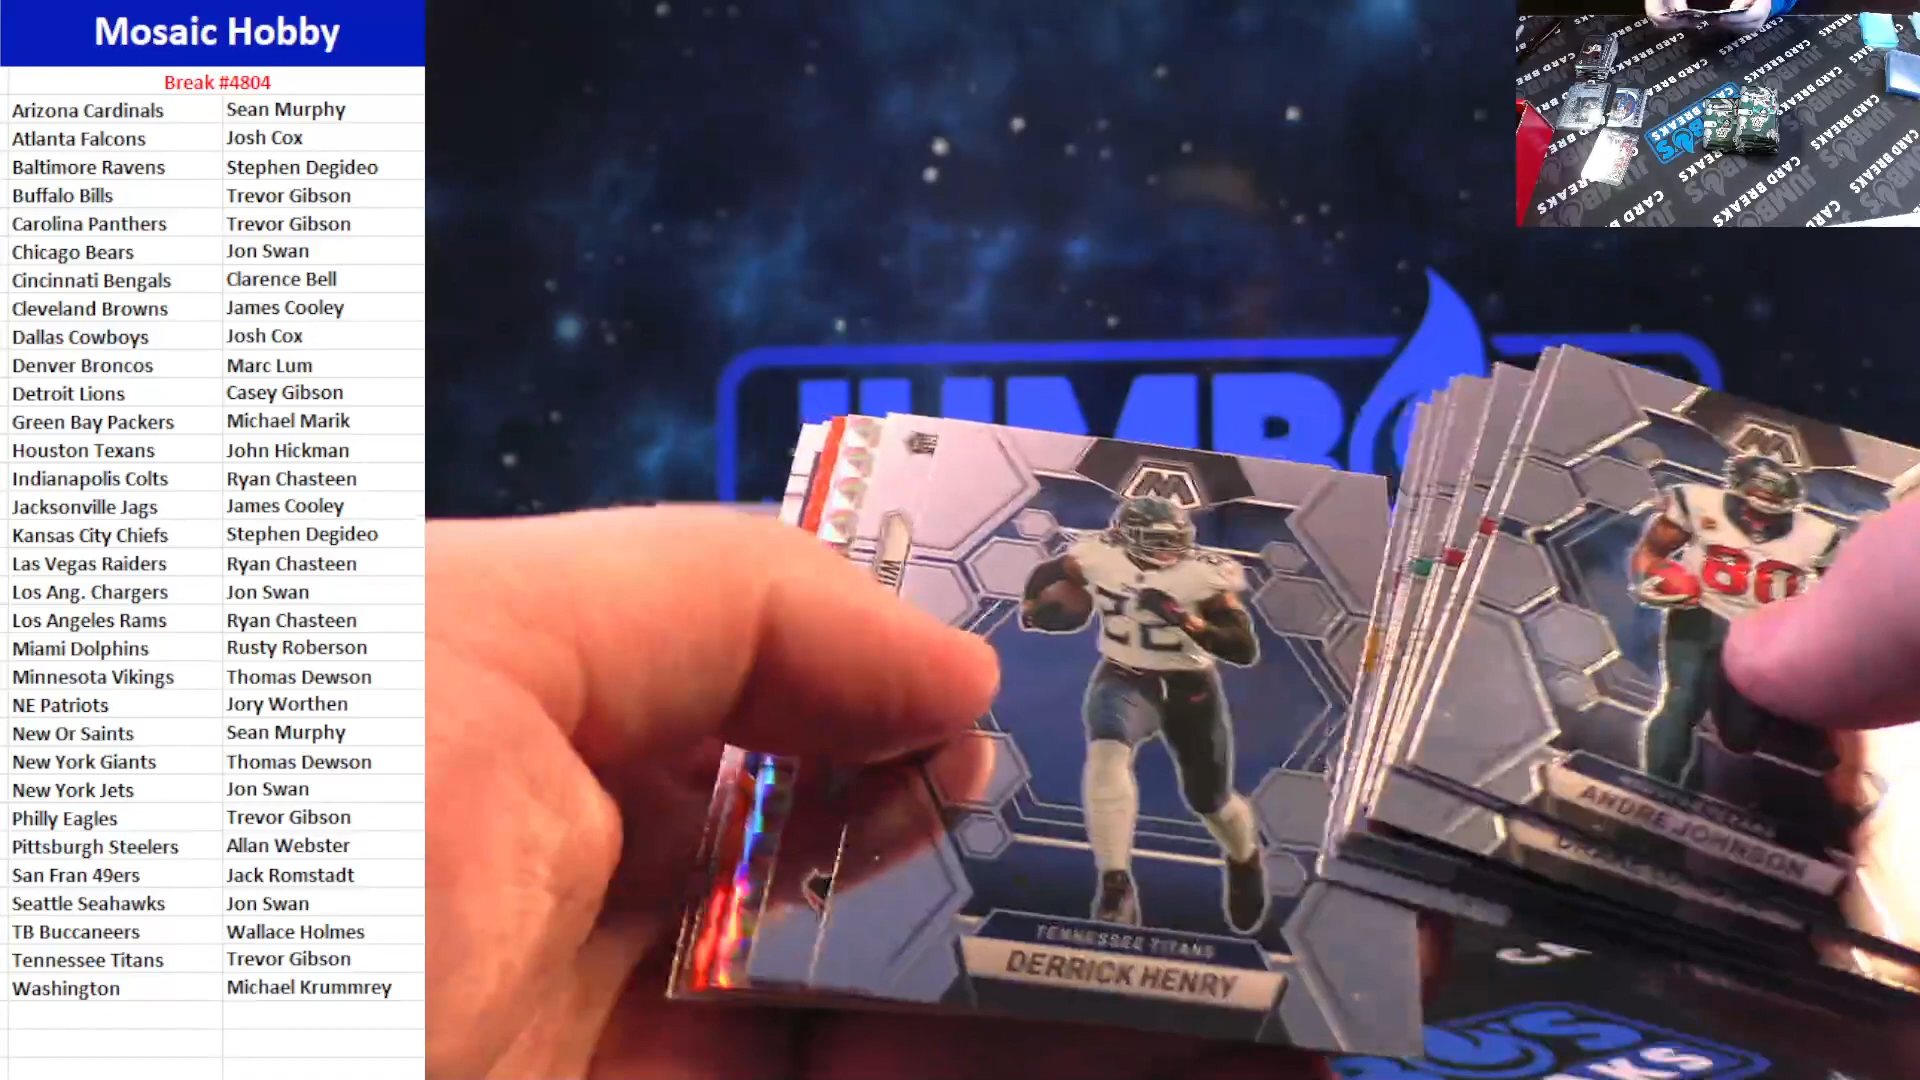 Mosaic Hobby
Break #4804
Arizona Cardinals Sean Murphy
Atlanta Falcons Josh Cox
Baltimore Ravens Stephen Degideo
Buffalo Bills Trevor Gibson
Carolina Panthers Trevor Gibson
Chicago Bears Jon Swan
Cincinnati Bengals Clarence Bell
Cleveland Browns James Cooley
Dallas Cowboys Josh Cox
Denver Broncos Marc Lum
Detroit Lions Casey Gibson
Green Bay Packers Michael Marik
Houston Texans John Hickman
Indianapolis Colts Ryan Chasteen
Jacksonville Jags James Cooley
Kansas City Chiefs Stephen Degideo
Las Vegas Raiders Ryan Chasteen
Los Ang. Chargers Jon Swan
Los Angeles Rams Ryan Chasteen
Miami Dolphins Rusty Roberson
Minnesota Vikings Thomas Dewson
NE Patriots Jory Worthen
New Or Saints Sean Murphy
New York Giants Thomas Dewson
New York Jets Jon Swan
Philly Eagles Trevor Gibson
Pittsburgh Steelers Allan Webster
San Fran 49ers Jack Romstadt
Seattle Seahawks Jon Swan
TB Buccaneers Wallace Holmes
Tennessee Titans Trevor Gibson
Washington Michael Krummrey
JUMBO
22
TENNESSEE TITANS
DERRICK HENRY
80
ANDRE JOHNSON
JUMBO'S
CARD BREAKS